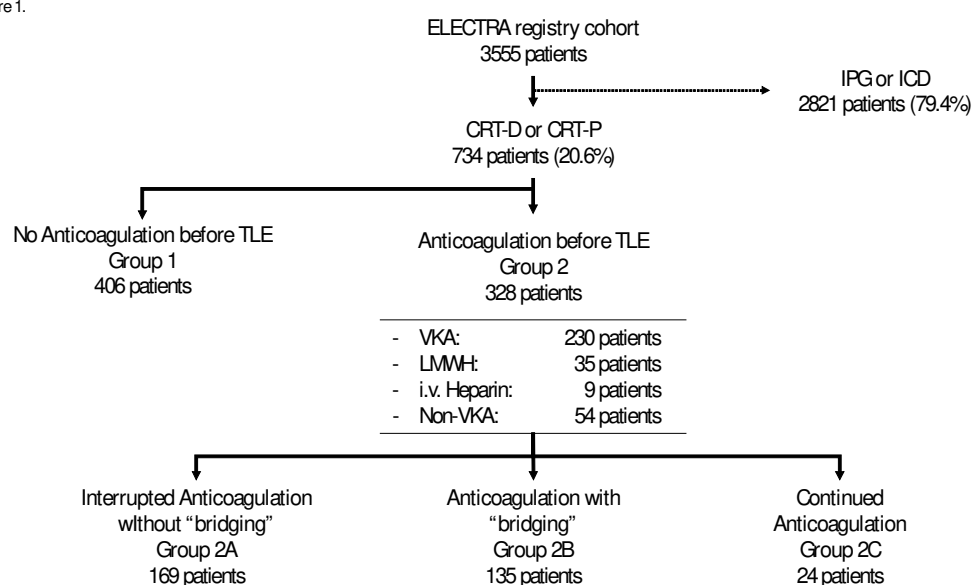 re 1.
ELECTRA registry cohort
3555 patients
IPG or ICD
2821 patients (79.4%)
CRT-D or CRT-P
734 patients (20.6%)
No Anticoagulation before TLE
Group 1
406 patients
Anticoagulation before TLE
Group 2
328 patients
- VKA: 230 patients
- LMWH: 35 patients
- i.v. Heparin: 9 patients
- Non-VKA: 54 patients
Interrupted Anticoagulation
wIthout “bridging”
Group 2A
169 patients
Anticoagulation with
“bridging”
Group 2B
135 patients
Continued
Anticoagulation
Group 2C
24 patients